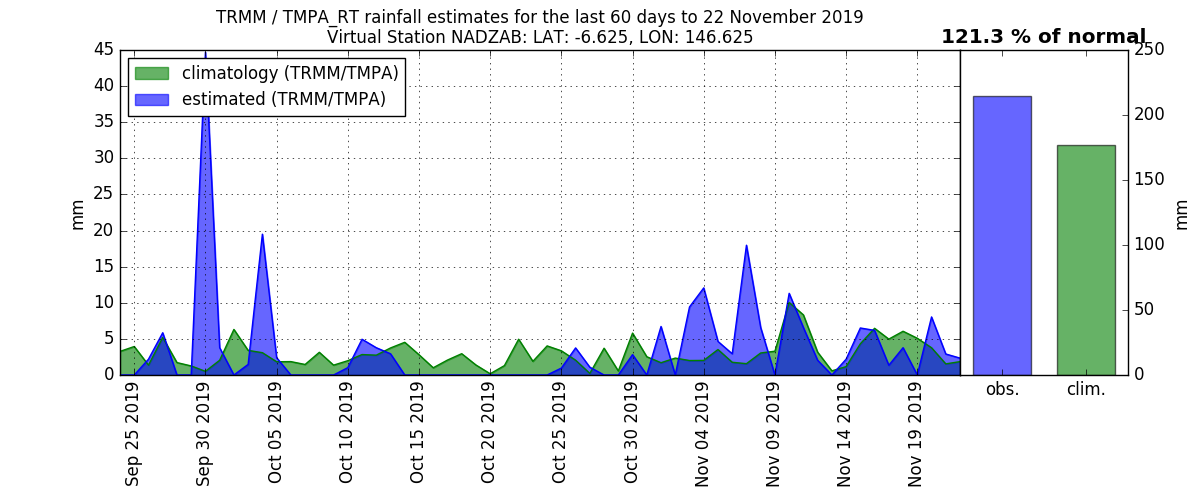 TRMM / TMPA_RT rainfall estimates for the last 60 days to 22 November 2019
Virtual Station NADZAB: LAT: -6.625, LON: 146.625
121.3 % of normal
climatology (TRMM/TMPA)
estimated (TRMM/TMPA)
mm
45
40
35
30
25
20
15
10
5
0
Sep 25 2019
Sep 30 2019
Oct 05 2019
Oct 10 2019
Oct 15 2019
Oct 20 2019
Oct 25 2019
Oct 30 2019
Nov 04 2019
Nov 09 2019
Nov 14 2019
Nov 19 2019
250
200
150
100
50
0
mm
obs.
clim.